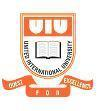 UIU
UNITED INTERNATIONAL UNIVERSITY
QUEST FOR EXCELLENCE